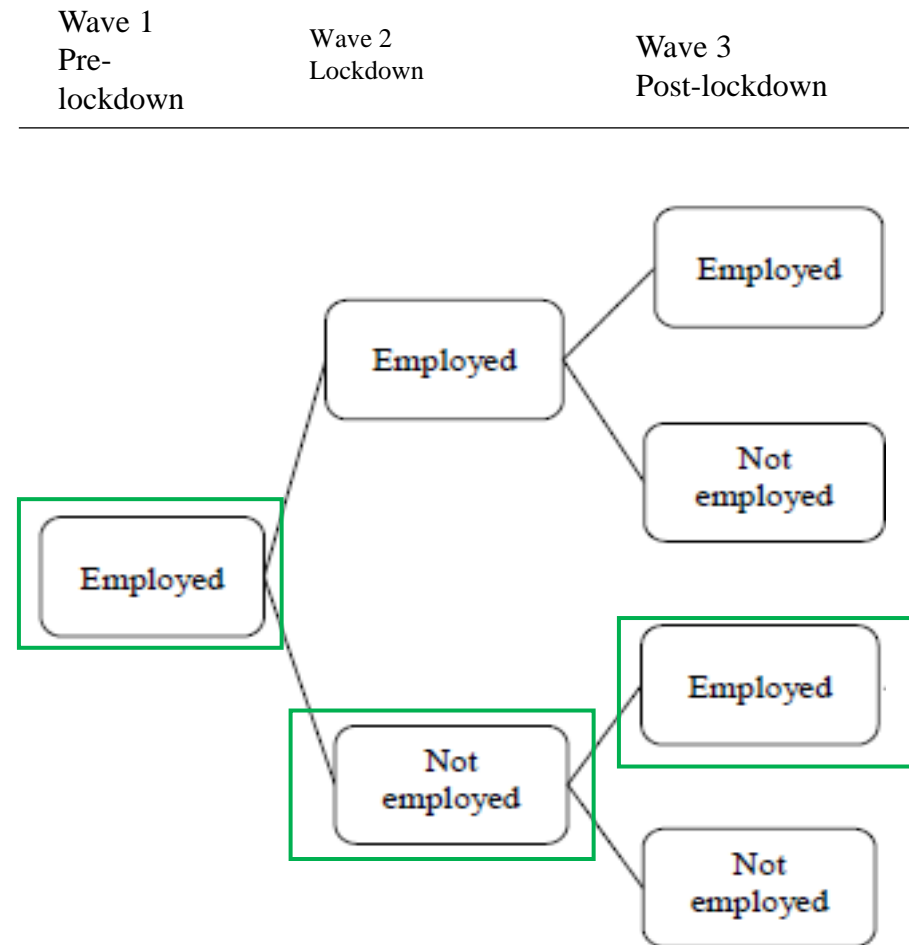 Wave 1
Pre-
lockdown
Wave 2
Lockdown
Wave 3
Post-lockdown
Employed
Employed
Not
employed
Employed
Employed
Not
employed
Not
employed